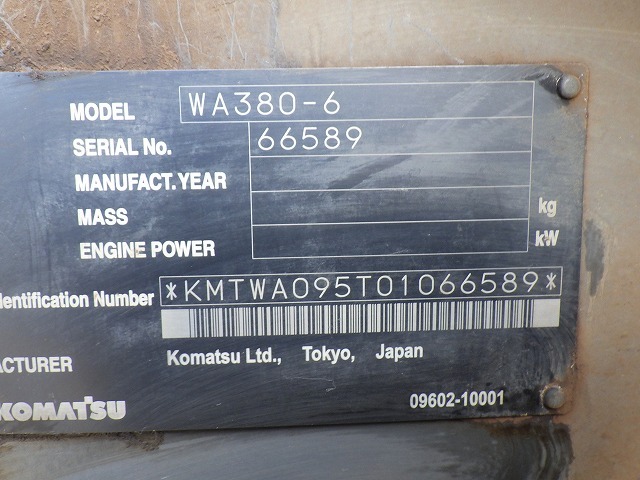 MODEL WA380-6
SERIAL No. 66589
MANUFACT.YEAR
MASS kg
ENGINE POWER kW
dentification Number *KMTWA095T01066589*
ACTURER Komatsu Ltd., Tokyo, Japan
KOMATSU 09602-10001